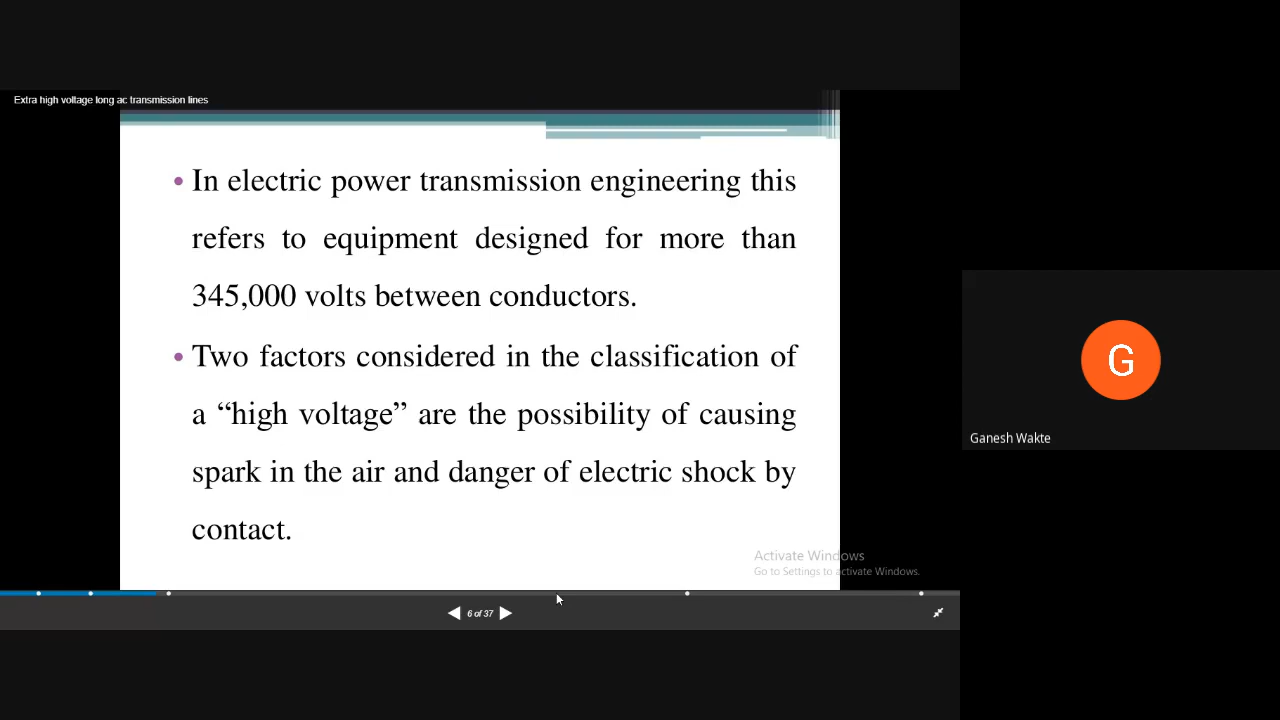 Extra high voltage long ac transmission lines
• In electric power transmission engineering this
refers to equipment designed for more than
345,000 volts between conductors.
• Two factors considered in the classification of
a “high voltage” are the possibility of causing
spark in the air and danger of electric shock by
contact.
Activate Windows
Go to Settings to activate Windows.
6 of 37
G
Ganesh Wakte